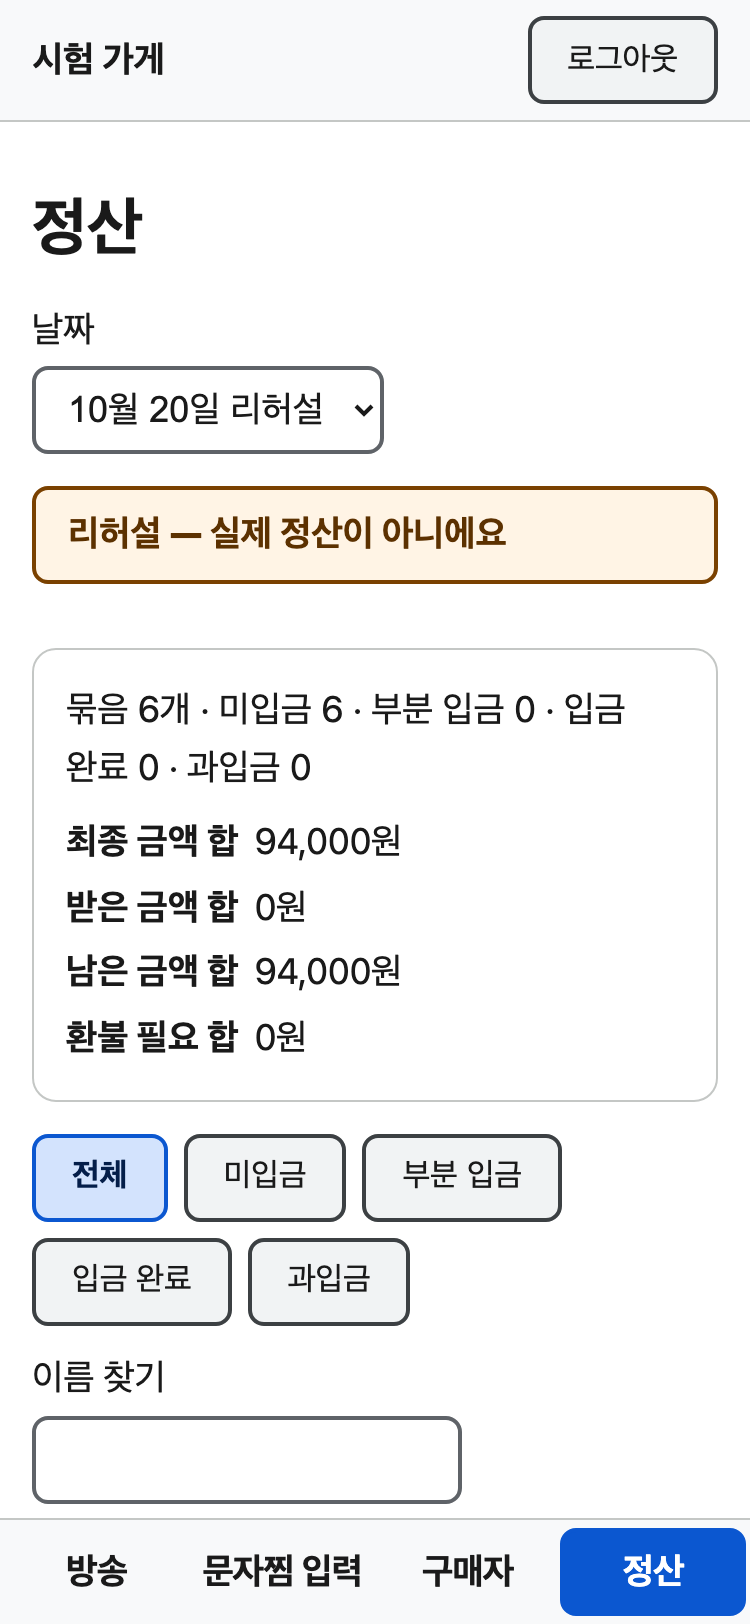 시험 가게
로그아웃
정산
날짜
10월 20일 리허설
리허설 — 실제 정산이 아니에요
묶음 6개 · 미입금 6 · 부분 입금 0 · 입금
완료 0 · 과입금 0
최종 금액 합 94,000원
받은 금액 합 0원
남은 금액 합 94,000원
환불 필요 합 0원
전체 미입금 부분 입금
입금 완료 과입금
이름 찾기
방송 문자찜 입력 구매자 정산